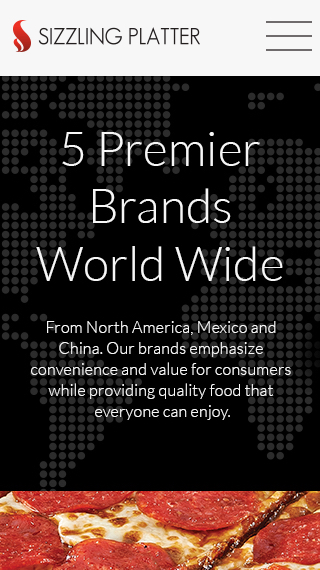 SIZZLING PLATTER
5 Premier
Brands
World Wide
From North America, Mexico and
China. Our brands emphasize
convenience and value for consumers
while providing quality food that
everyone can enjoy.